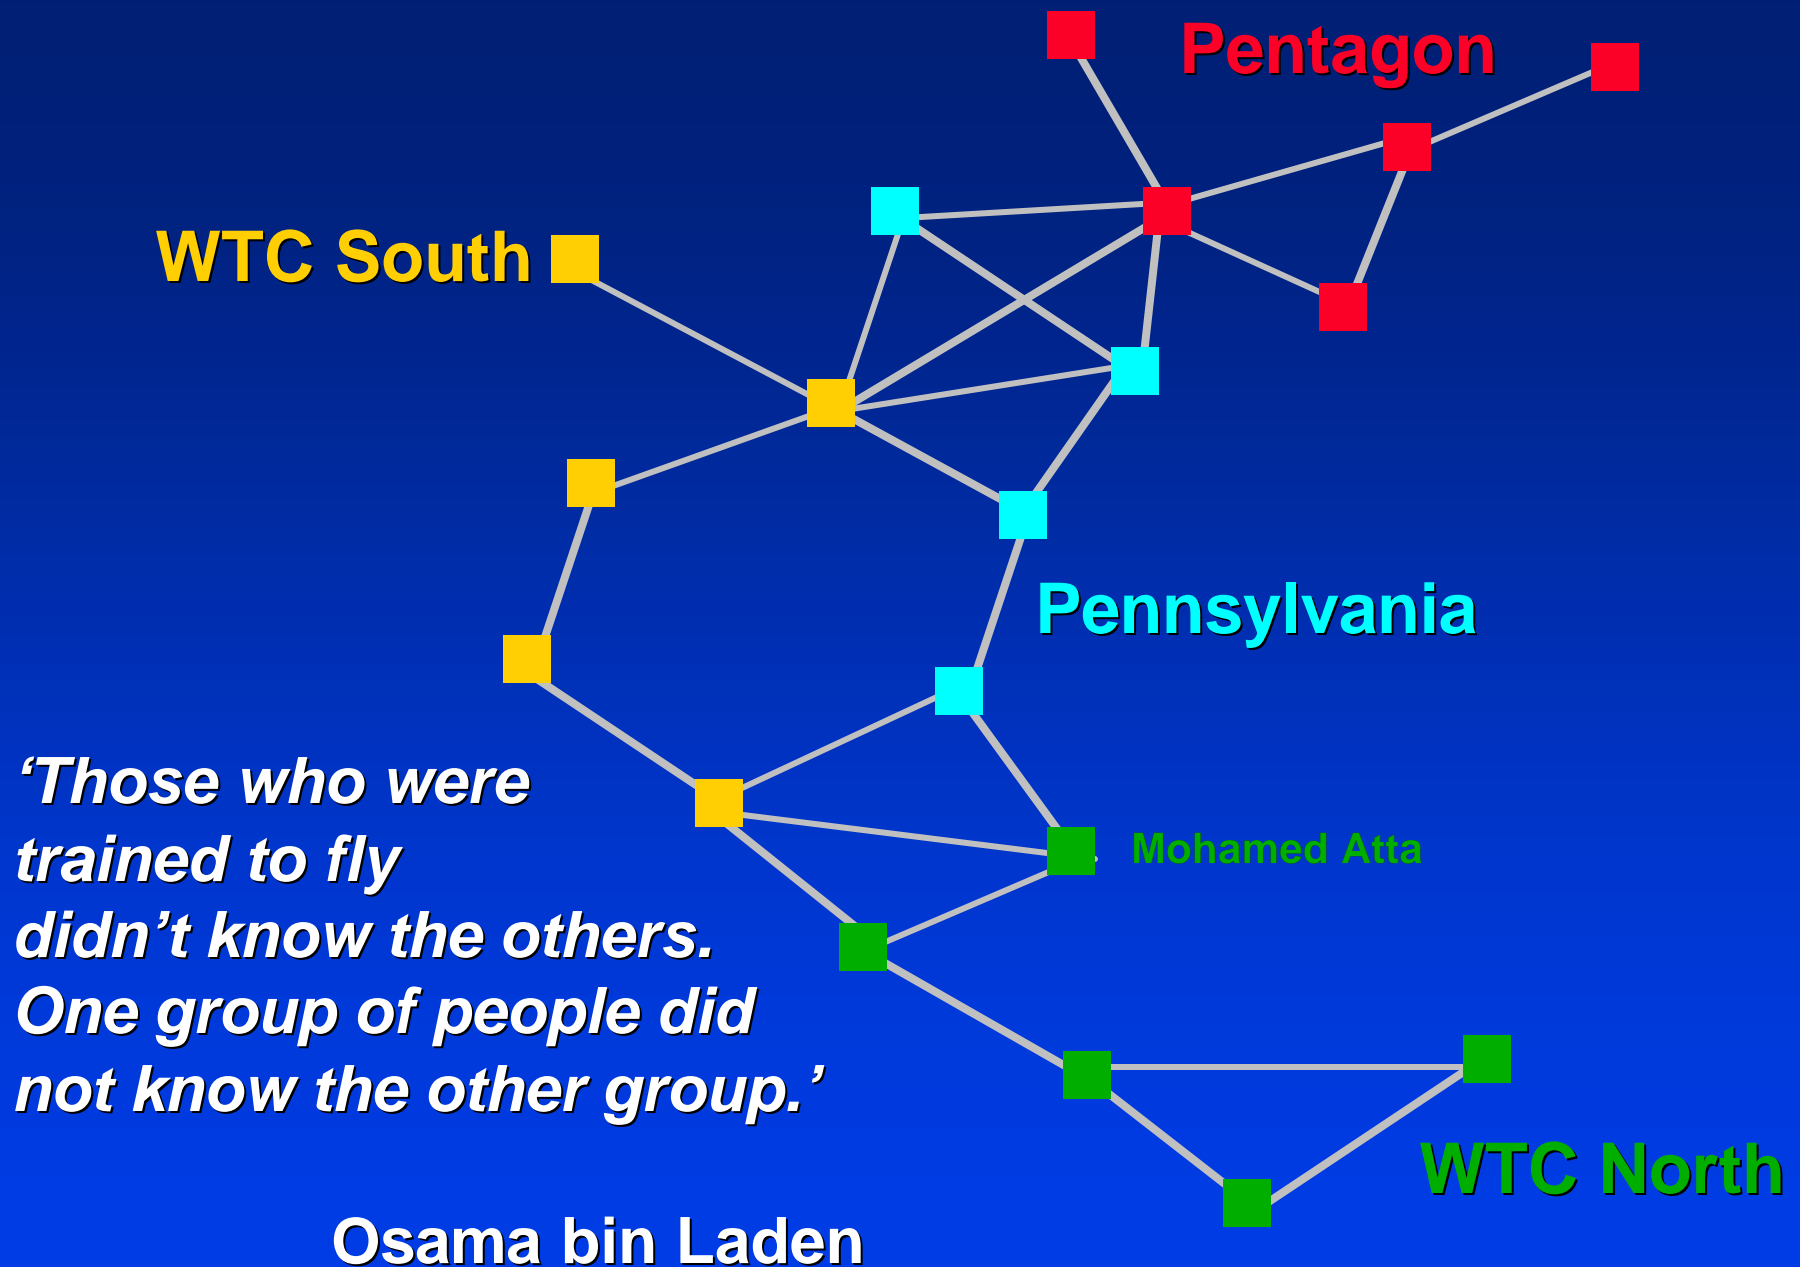 Pentagon
WTC South
Pennsylvania
‘Those who were
trained to fly
didn’t know the others.
One group of people did
not know the other group.’
Mohamed Atta
WTC North
Osama bin Laden